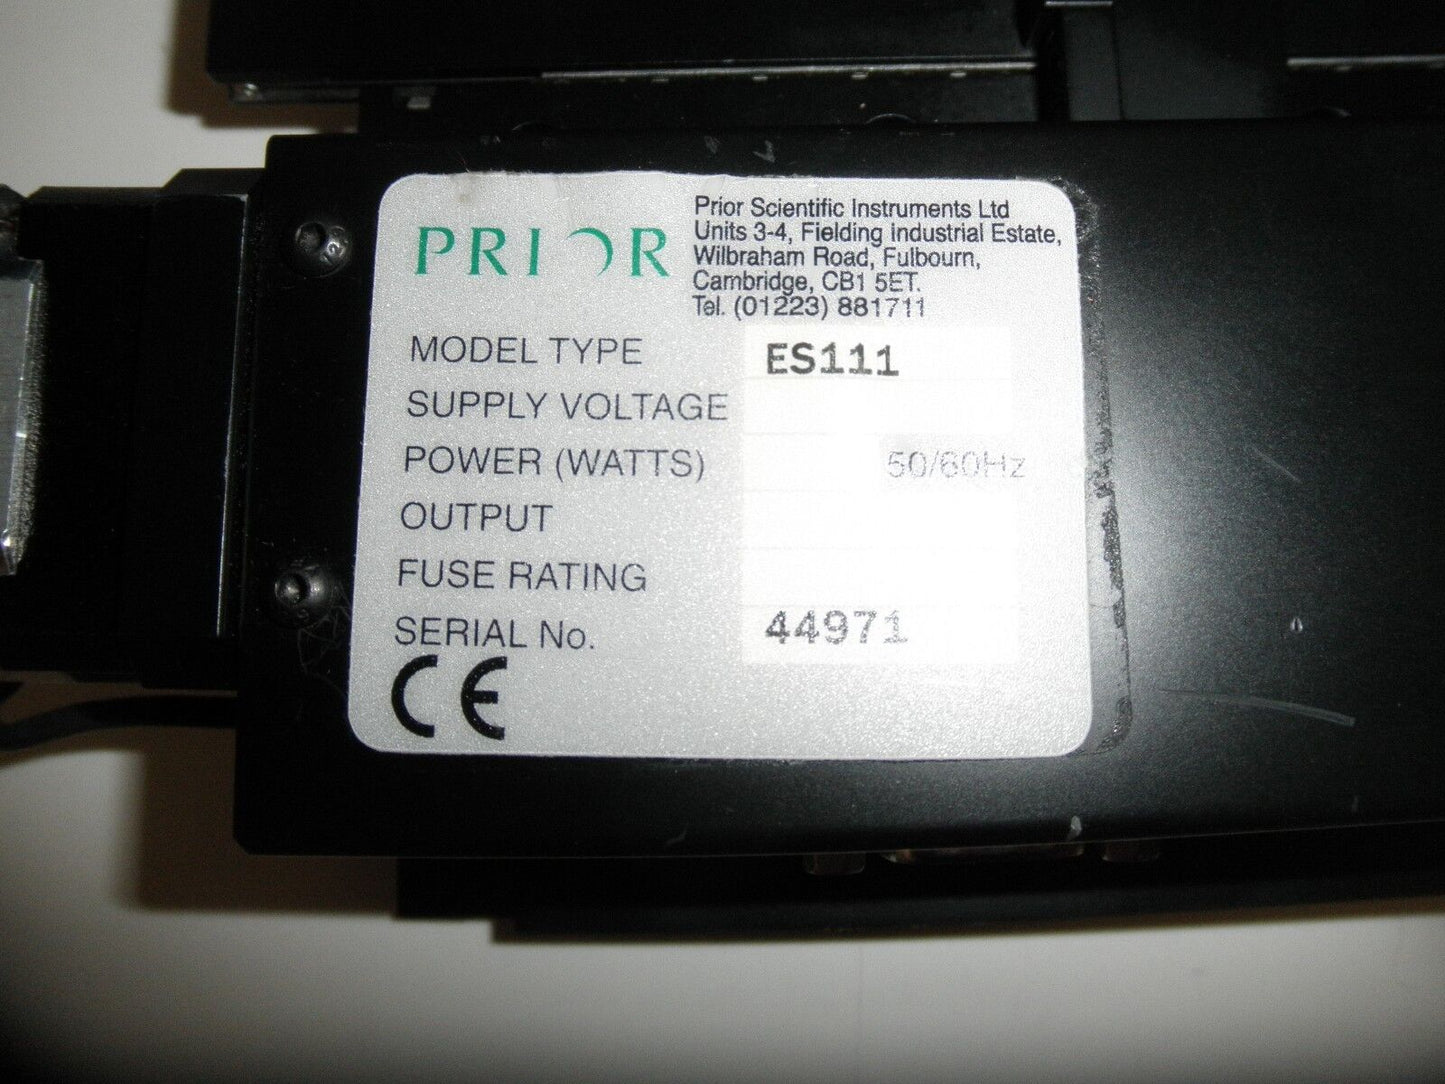 PRIOR
Prior Scientific Instruments Ltd
Units 3-4, Fielding Industrial Estate,
Wilbraham Road, Fulbourn,
Cambridge, CB1 5ET.
Tel. (01223) 881711
MODEL TYPE ES111
SUPPLY VOLTAGE
POWER (WATTS) 50/60Hz
OUTPUT
FUSE RATING
SERIAL No. 44971
CE